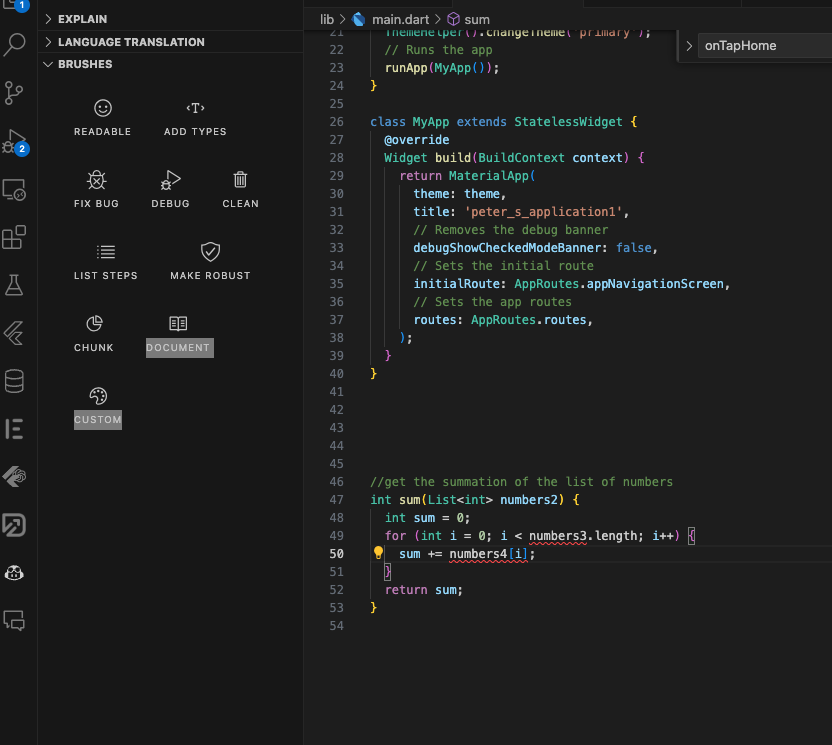 1
EXPLAIN
LANGUAGE TRANSLATION
BRUSHES
READABLE
<T>
ADD TYPES
2
FIX BUG
DEBUG
CLEAN
LIST STEPS
MAKE ROBUST
CHUNK
DOCUMENT
CUSTOM
lib > main.dart > sum
onTapHome
21 ThemeHelper().changeTheme('primary');
22 // Runs the app
23 runApp(MyApp());
24 }
25
26 class MyApp extends StatelessWidget {
27 @override
28 Widget build(BuildContext context) {
29 return MaterialApp(
30 theme: theme,
31 title: 'peter_s_application1',
32 // Removes the debug banner
33 debugShowCheckedModeBanner: false,
34 // Sets the initial route
35 initialRoute: AppRoutes.appNavigationScreen,
36 // Sets the app routes
37 routes: AppRoutes.routes,
38 );
39 }
40 }
41
42
43
44
45
46 //get the summation of the list of numbers
47 int sum(List<int> numbers2) {
48 int sum = 0;
49 for (int i = 0; i < numbers3.length; i++) {
50 sum += numbers4[i];
51 }
52 return sum;
53 }
54